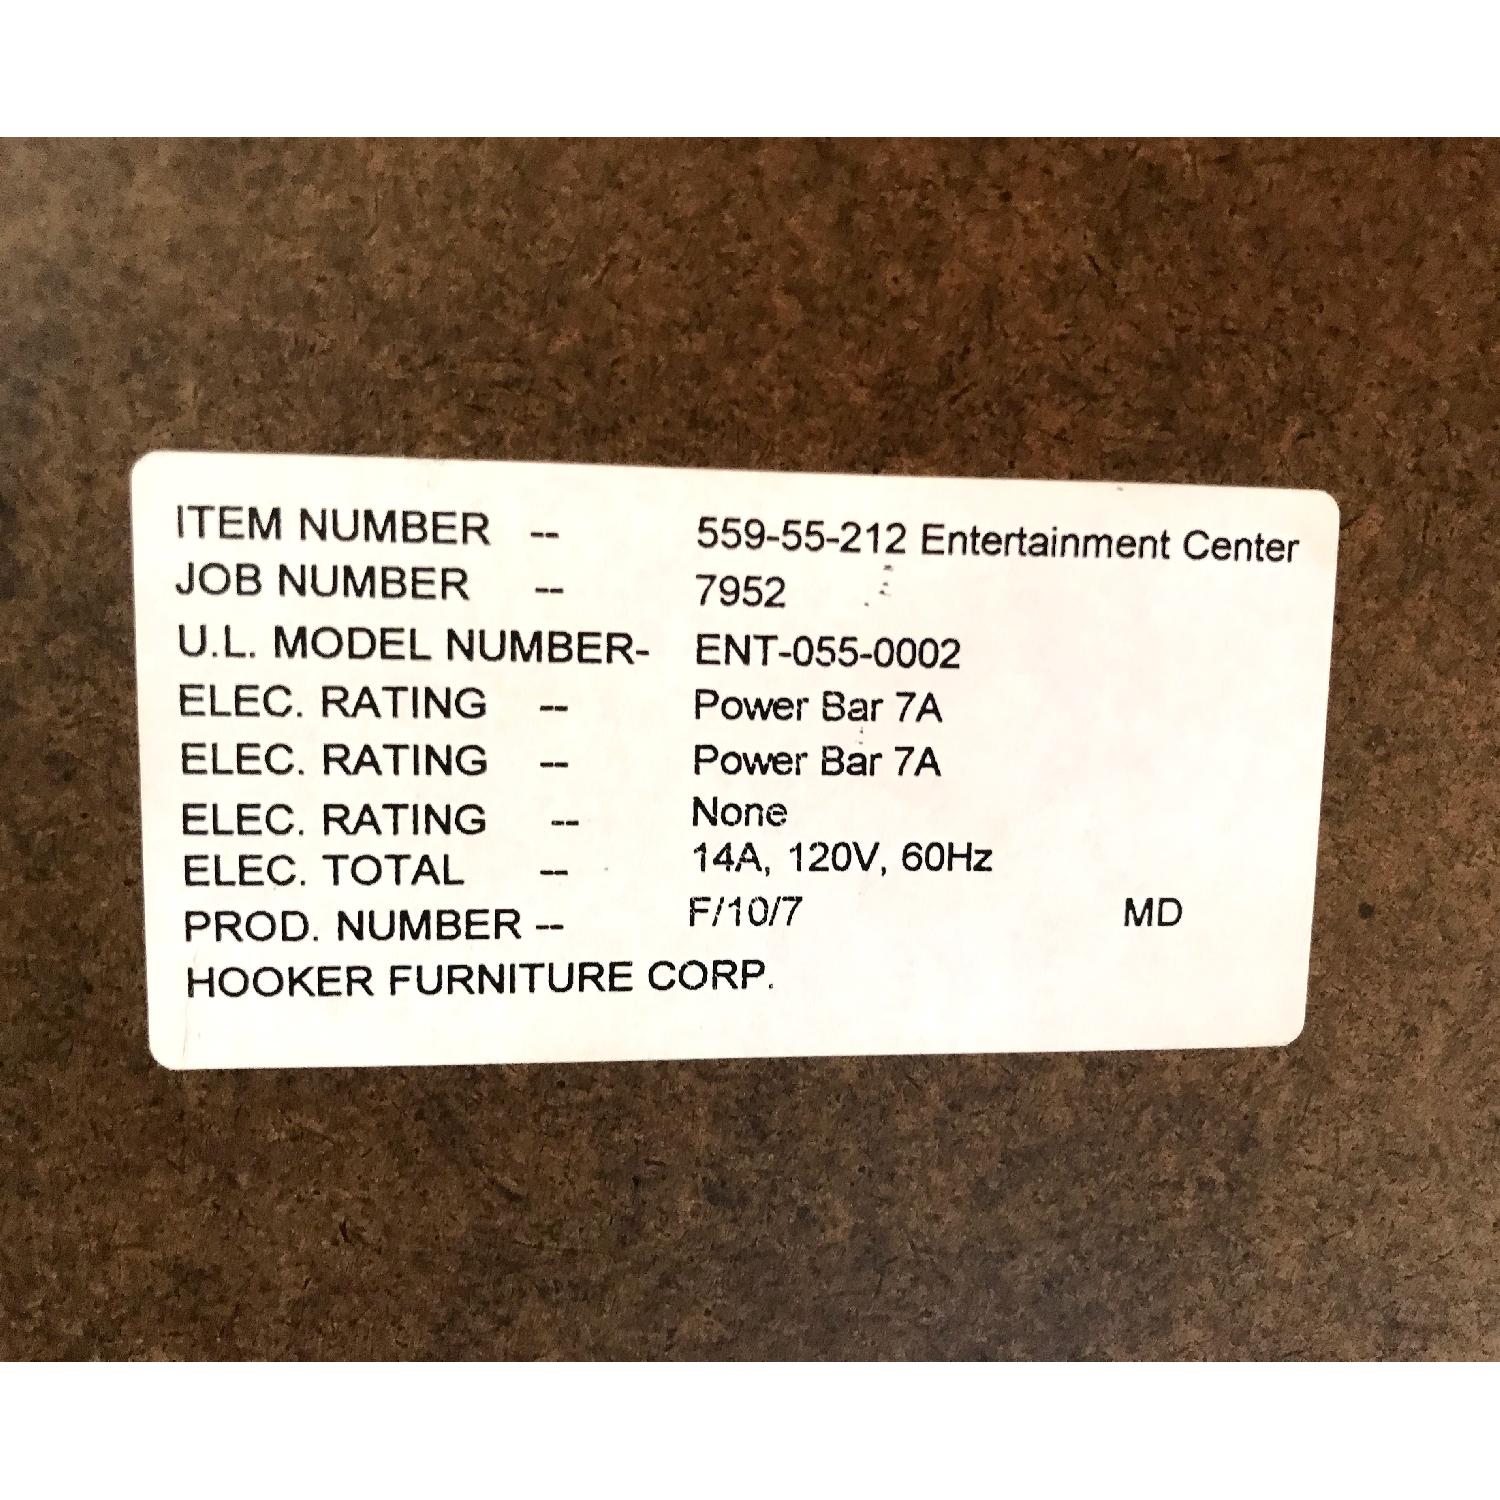 ITEM NUMBER -- 559-55-212 Entertainment Center
JOB NUMBER -- 7952
U.L. MODEL NUMBER- ENT-055-0002
ELEC. RATING -- Power Bar 7A
ELEC. RATING -- Power Bar 7A
ELEC. RATING -- None
ELEC. TOTAL -- 14A, 120V, 60Hz
PROD. NUMBER -- F/10/7 MD
HOOKER FURNITURE CORP.